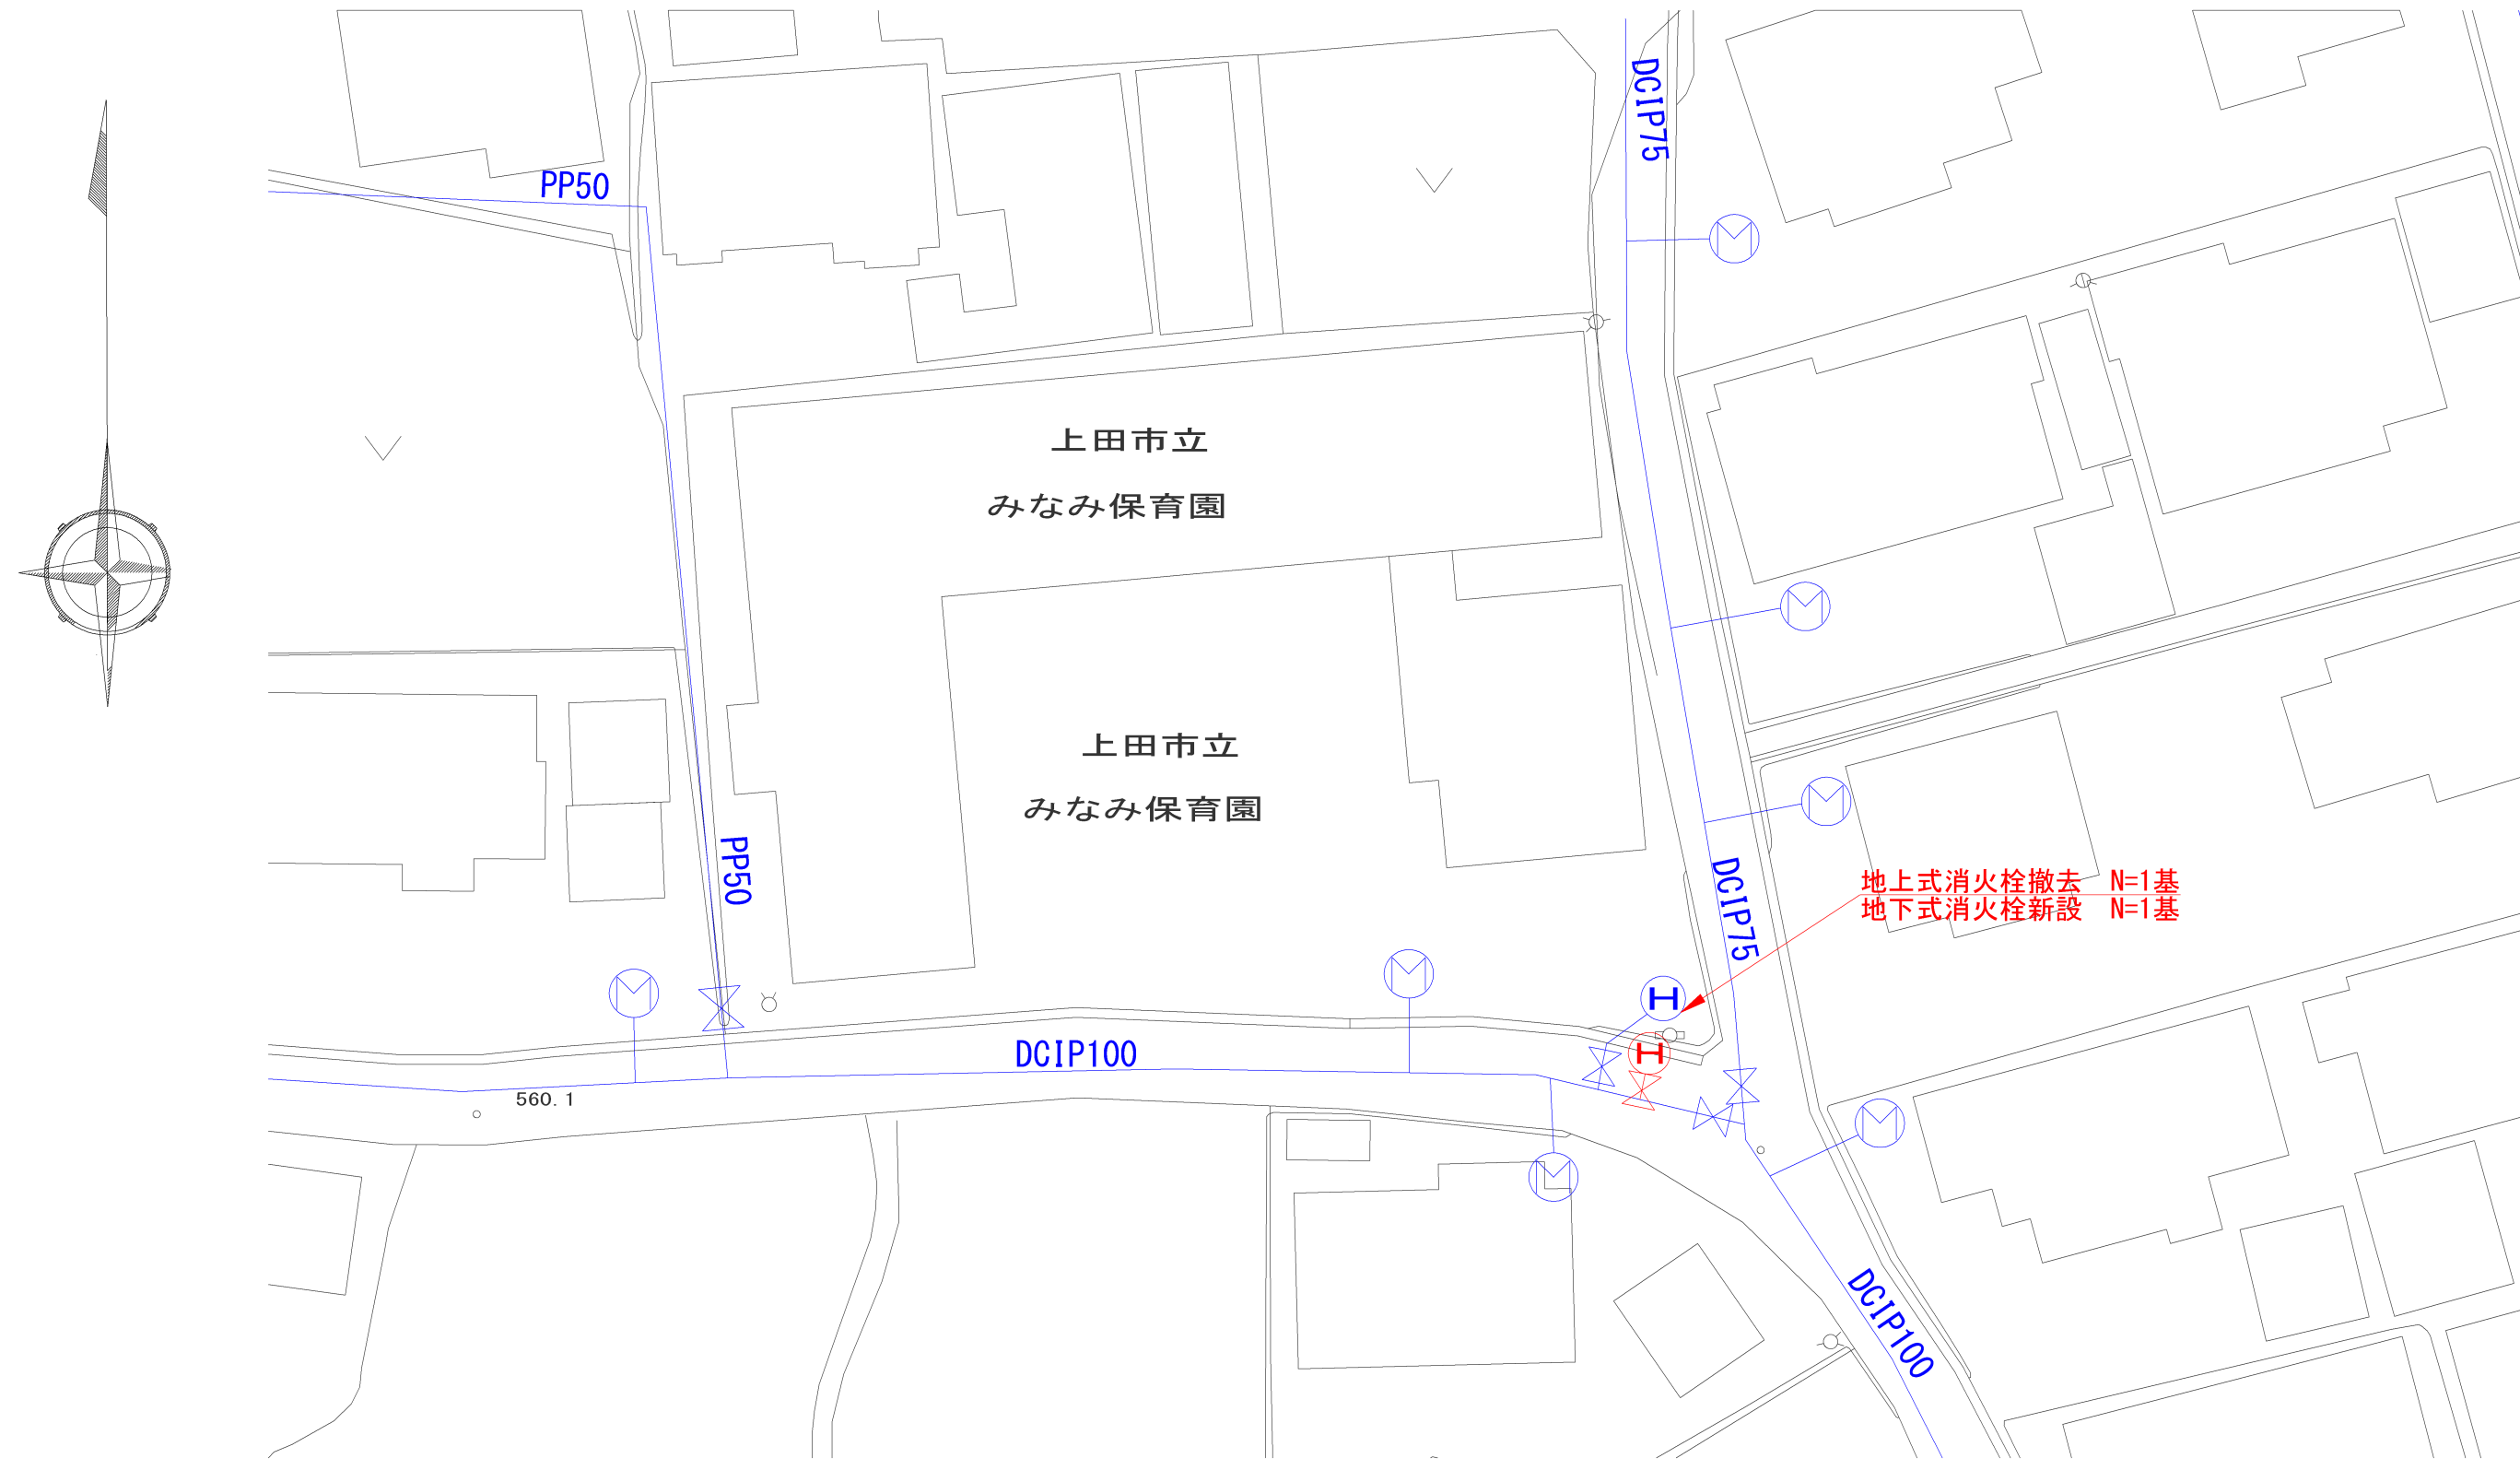 DCIP75
PP50
上田市立
みなみ保育園
上田市立
みなみ保育園
PP50
DCIP75
地上式消火栓撤去　N=1基
地下式消火栓新設　N=1基
H
H
DCIP100
560.1
DCIP100
M
M
M
M
M
M
M